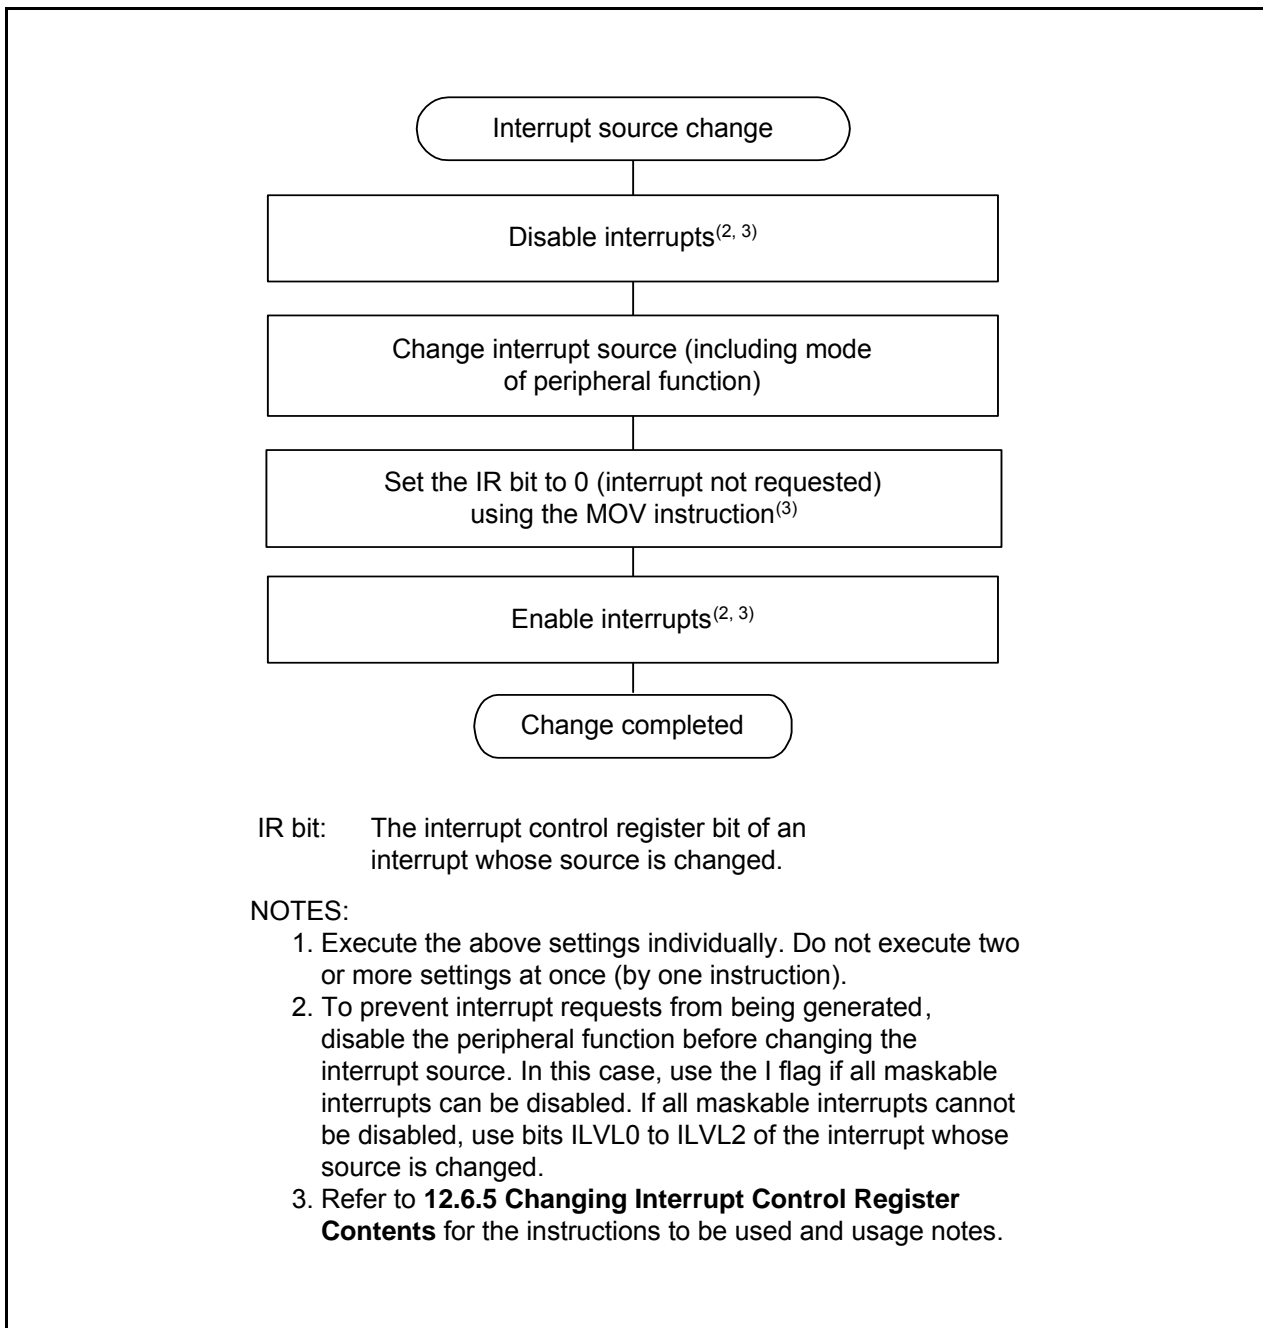 Interrupt source change
Disable interrupts(2, 3)
Change interrupt source (including mode
of peripheral function)
Set the IR bit to 0 (interrupt not requested)
using the MOV instruction(3)
Enable interrupts(2, 3)
Change completed
IR bit: The interrupt control register bit of an
interrupt whose source is changed.
NOTES:
1. Execute the above settings individually. Do not execute two
or more settings at once (by one instruction).
2. To prevent interrupt requests from being generated,
disable the peripheral function before changing the
interrupt source. In this case, use the I flag if all maskable
interrupts can be disabled. If all maskable interrupts cannot
be disabled, use bits ILVL0 to ILVL2 of the interrupt whose
source is changed.
3. Refer to 12.6.5 Changing Interrupt Control Register
Contents for the instructions to be used and usage notes.